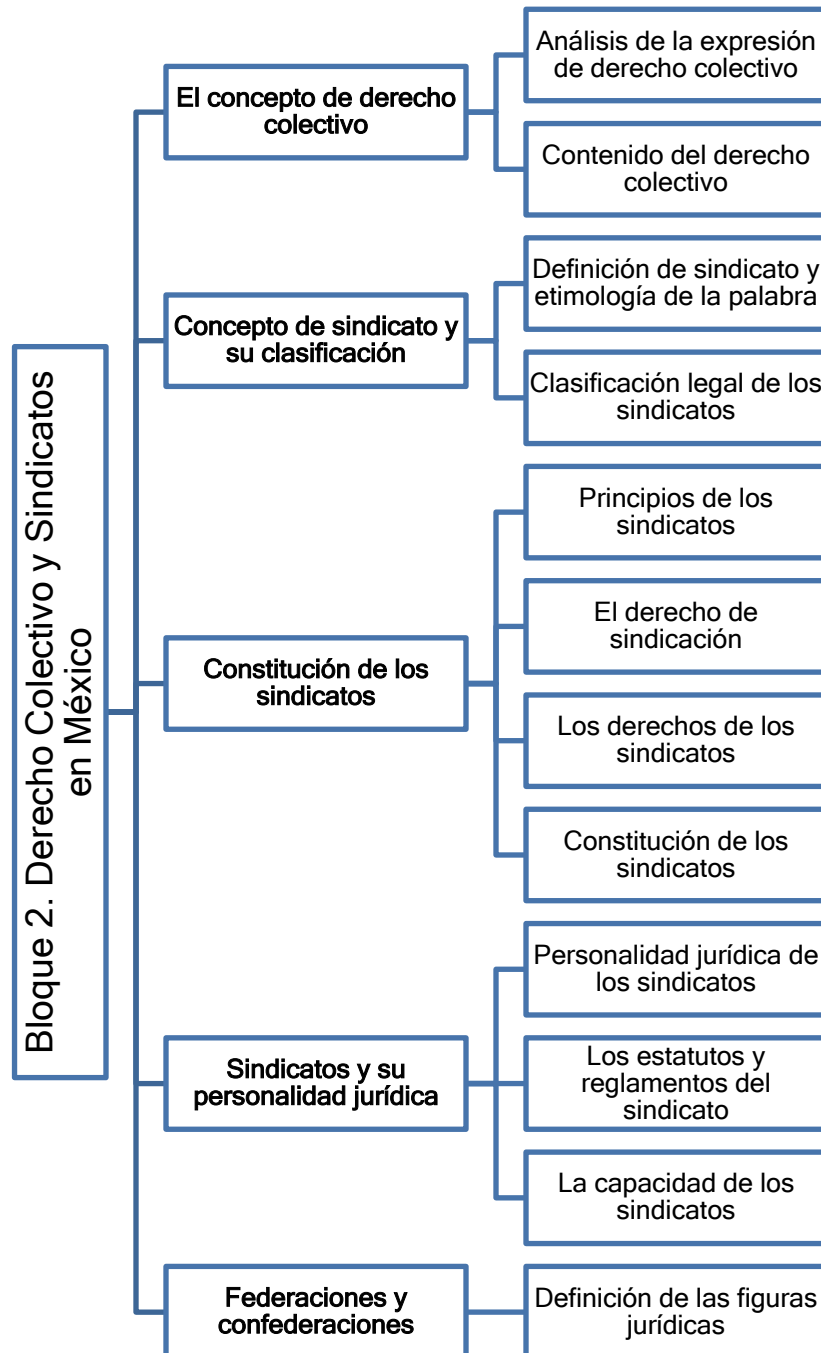 Bloque 2. Derecho Colectivo y Sindicatos
en México
El concepto de derecho
colectivo
Análisis de la expresión
de derecho colectivo
Contenido del derecho
colectivo
Concepto de sindicato y
su clasificación
Definición de sindicato y
etimología de la palabra
Clasificación legal de los
sindicatos
Constitución de los
sindicatos
Principios de los
sindicatos
El derecho de
sindicación
Los derechos de los
sindicatos
Constitución de los
sindicatos
Sindicatos y su
personalidad jurídica
Personalidad jurídica de
los sindicatos
Los estatutos y
reglamentos del
sindicato
La capacidad de los
sindicatos
Federaciones y
confederaciones
Definición de las figuras
jurídicas